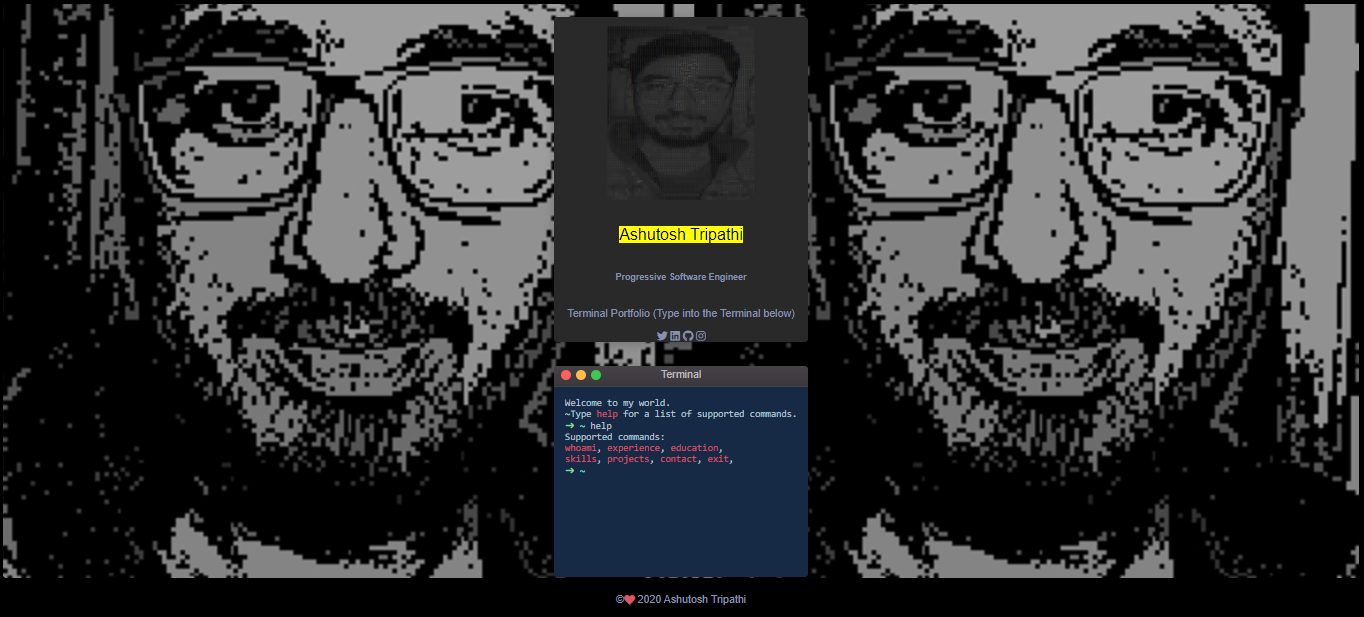 Ashutosh Tripathi
Progressive Software Engineer
Terminal Portfolio (Type into the Terminal below)
Terminal
Welcome to my world.
~Type help for a list of supported commands.
➜ ~ help
Supported commands:
whoami, experience, education,
skills, projects, contact, exit,
➜ ~
©❤ 2020 Ashutosh Tripathi